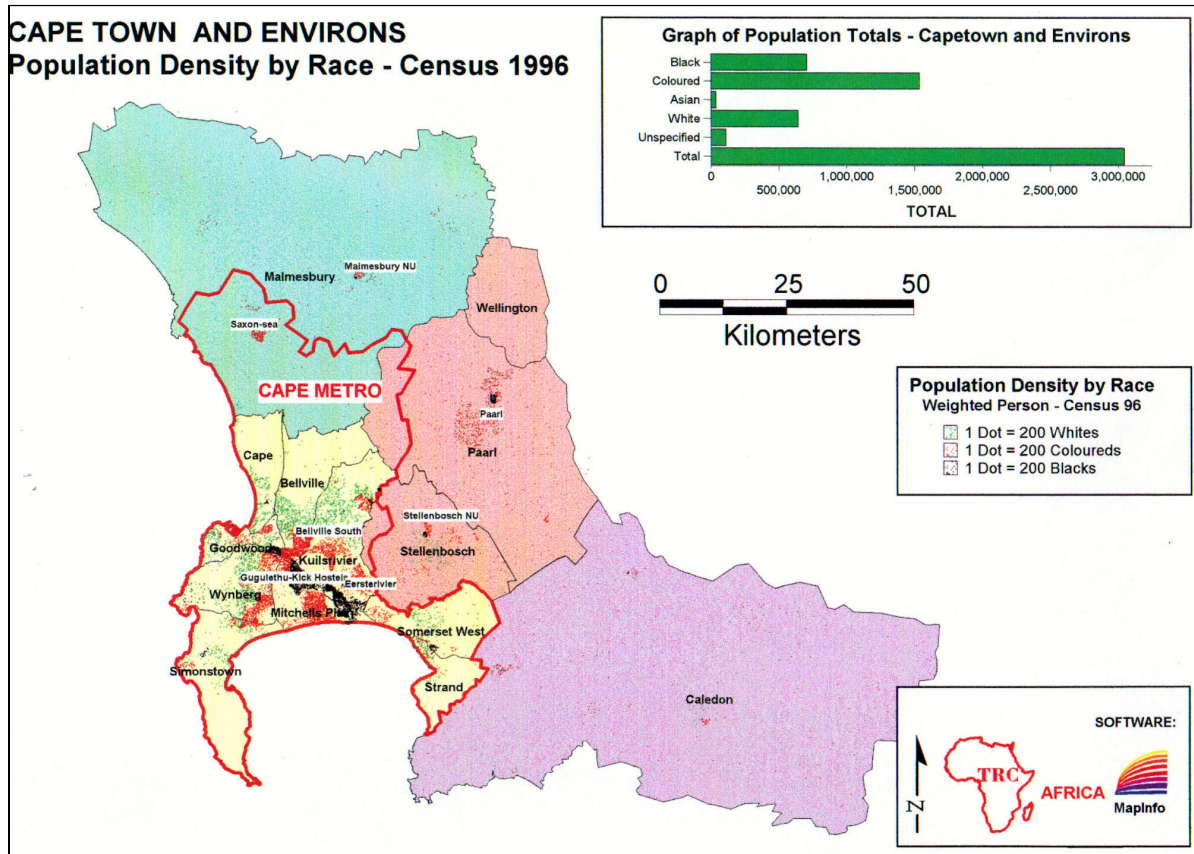 CAPE TOWN AND ENVIRONS
Population Density by Race - Census 1996
Graph of Population Totals - Capetown and Environs
Black
Coloured
Asian
White
Unspecified
Total
0
500,000
1,000,000
1,500,000
2,000,000
2,500,000
3,000,000
TOTAL
0 25 50
Kilometers
Population Density by Race
Weighted Person - Census 96
1 Dot = 200 Whites
1 Dot = 200 Coloureds
1 Dot = 200 Blacks
Malmesbury
Malmesbury NU
Wellington
Saxon-sea
CAPE METRO
Paarl
Paarl
Cape
Bellville
Stellenbosch NU
Bellville South
Goodwood
Kuilsrivier
Stellenbosch
Gugulethu-Kick Hostels
Eersterivier
Wynberg
Mitchells Plain
Somerset West
Simonstown
Strand
Caledon
SOFTWARE:
N
TRC
AFRICA
MapInfo